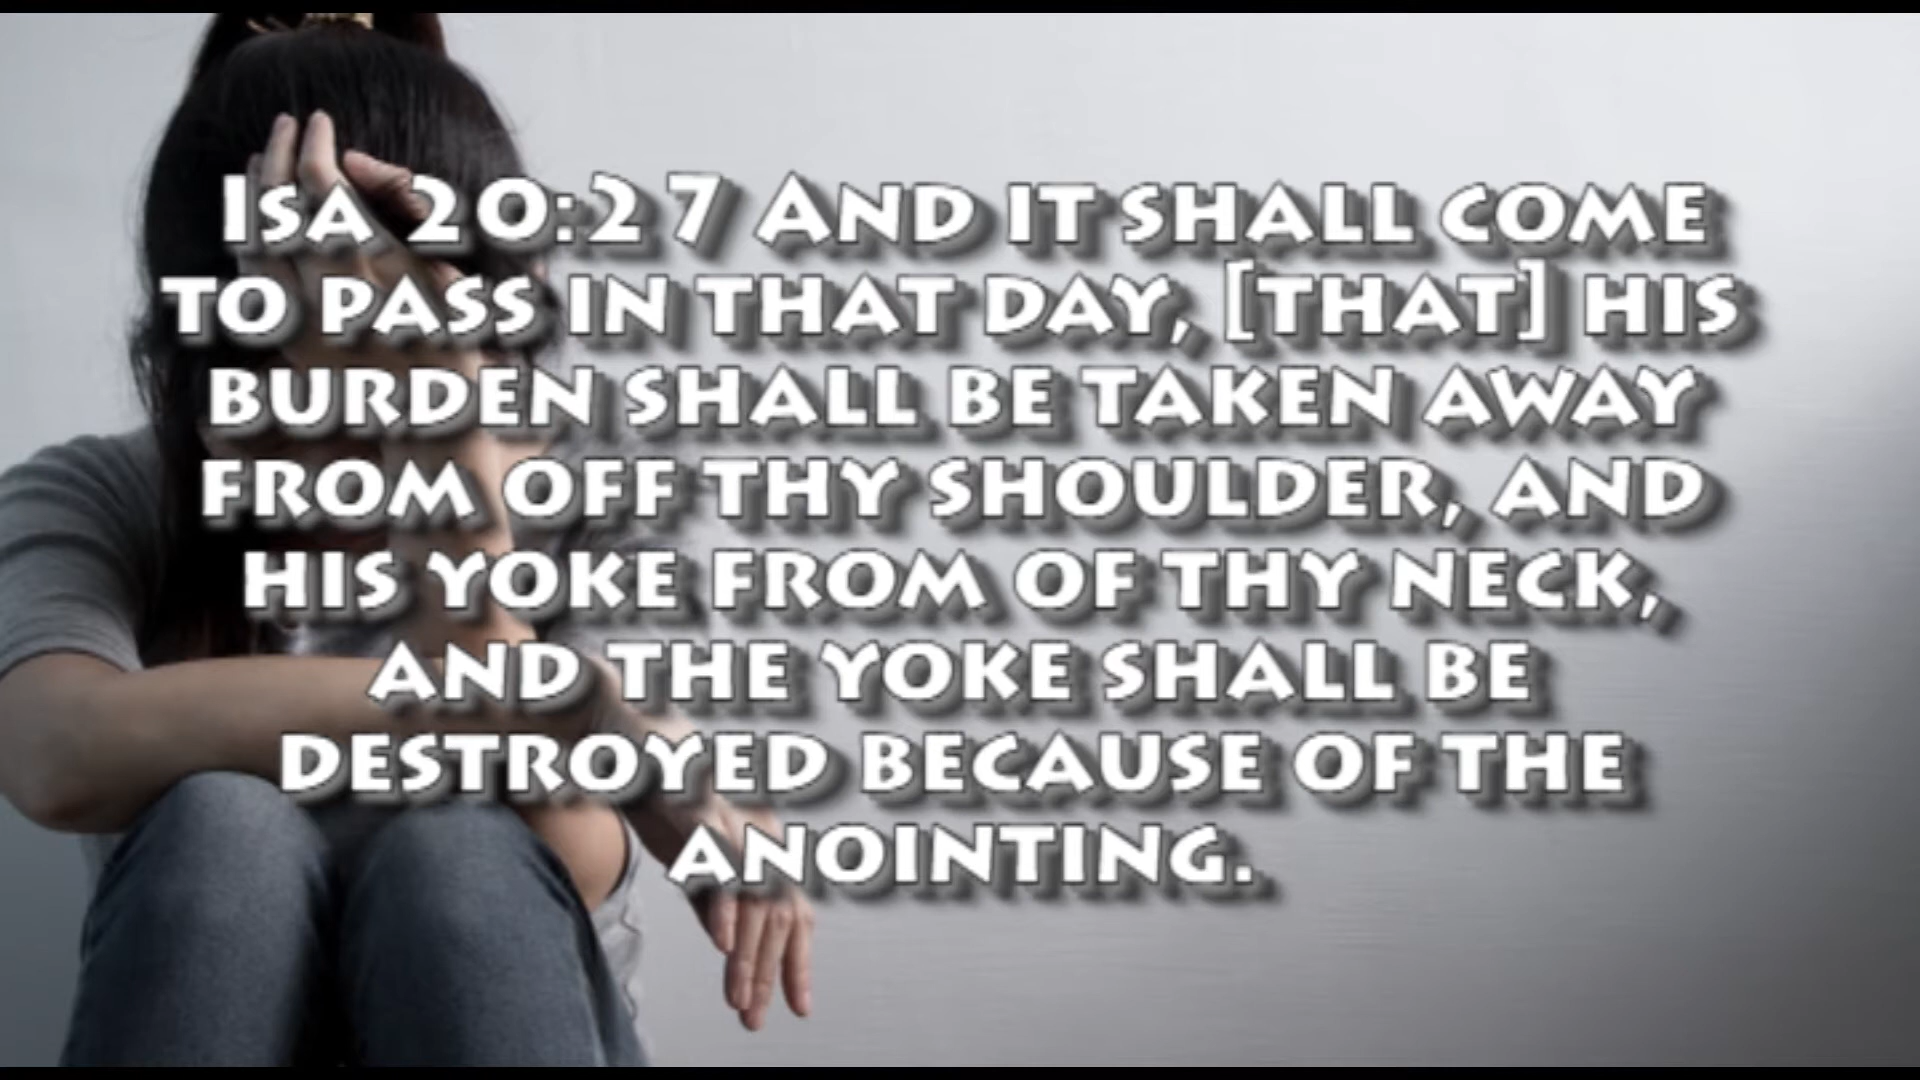 Isa 20:27 And it shall come
to pass in that day, [that] his
burden shall be taken away
from off thy shoulder, and
his yoke from of thy neck,
and the yoke shall be
destroyed because of the
anointing.